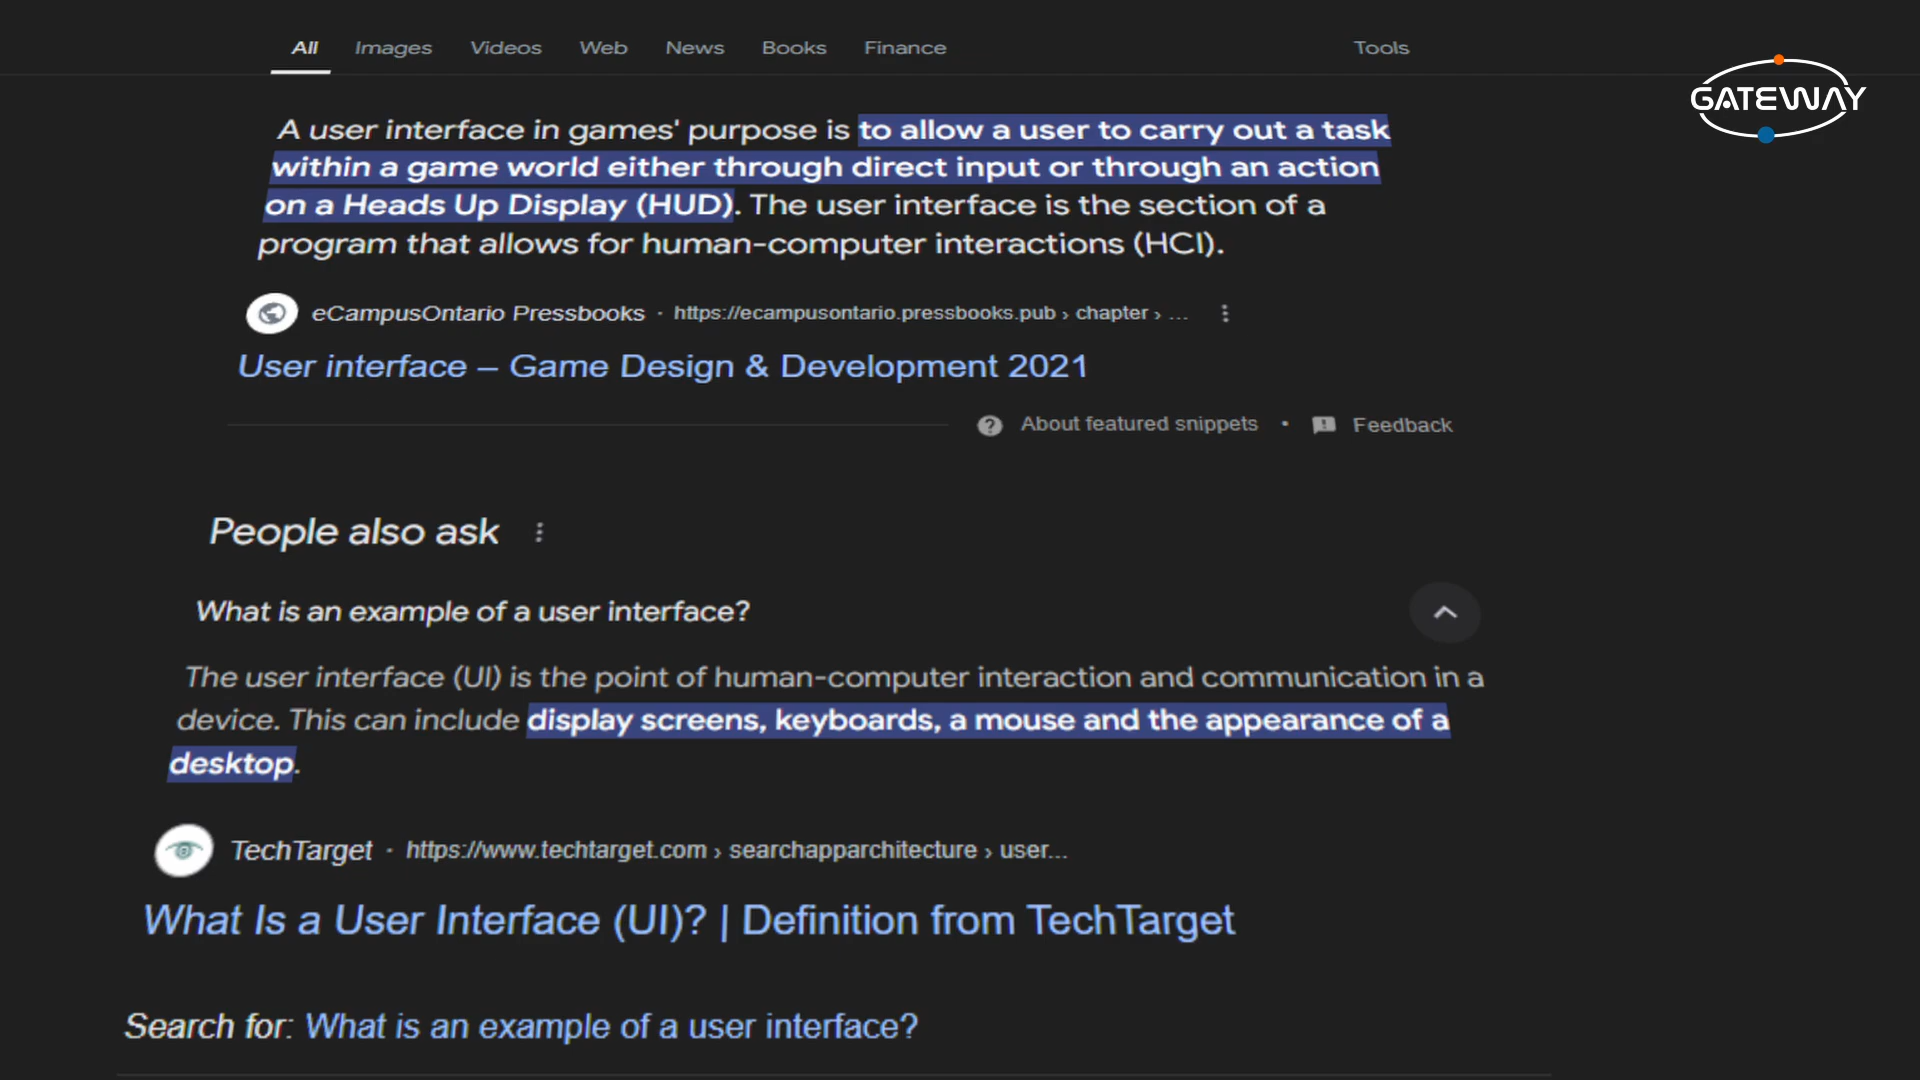 All Images Videos Web News Books Finance Tools
GATEWAY
A user interface in games' purpose is to allow a user to carry out a task
within a game world either through direct input or through an action
on a Heads Up Display (HUD). The user interface is the section of a
program that allows for human-computer interactions (HCI).
eCampusOntario Pressbooks · https://ecampusontario.pressbooks.pub › chapter › ...
User interface – Game Design & Development 2021
About featured snippets • Feedback
People also ask
What is an example of a user interface?
The user interface (UI) is the point of human-computer interaction and communication in a
device. This can include display screens, keyboards, a mouse and the appearance of a
desktop.
TechTarget · https://www.techtarget.com › searchapparchitecture › user...
What Is a User Interface (UI)? | Definition from TechTarget
Search for: What is an example of a user interface?